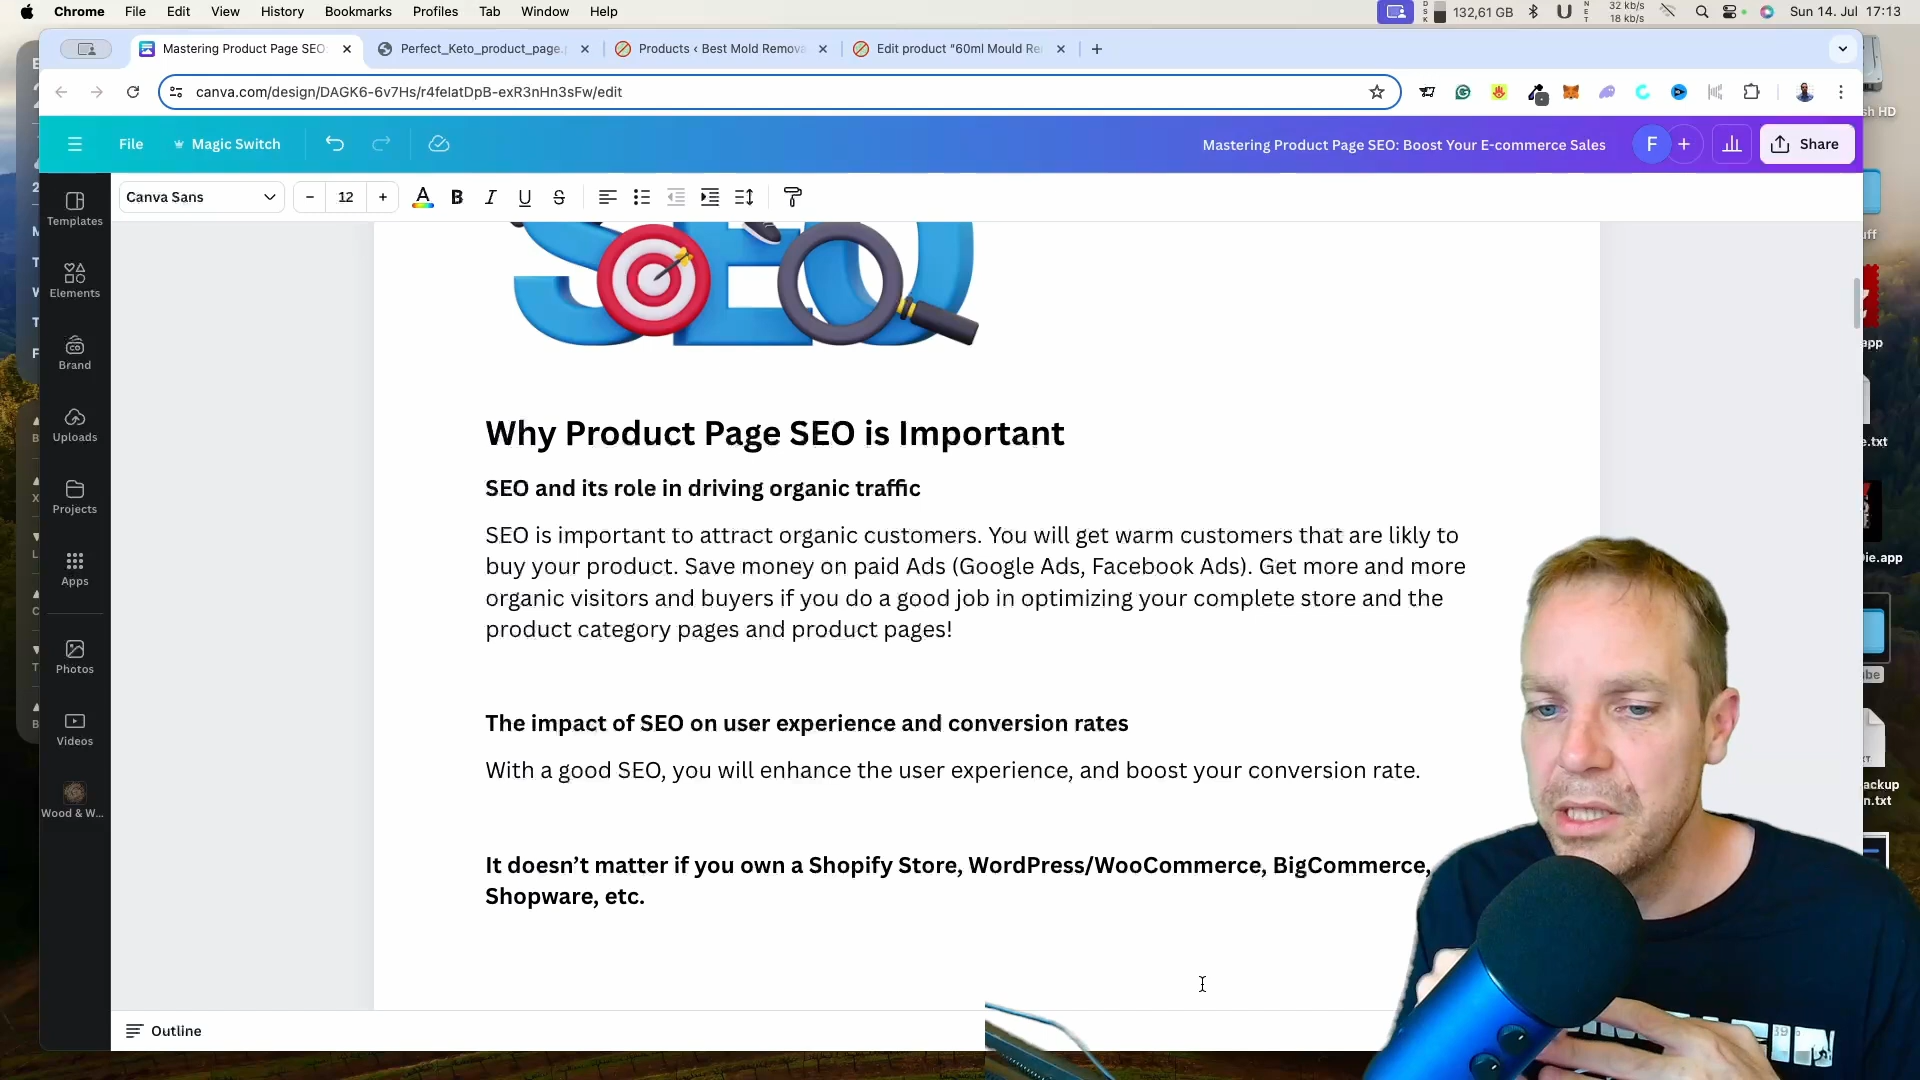 Chrome File Edit View History Bookmarks Profiles Tab Window Help
132,61 GB
32 kb/s
18 kb/s
Sun 14. Jul 17:13
Mastering Product Page SEO
Perfect_Keto_product_page.
Products ‹ Best Mold Remova
Edit product "60ml Mould Re
canva.com/design/DAGK6-6v7Hs/r4felatDpB-exR3nHn3sFw/edit
File
Magic Switch
Mastering Product Page SEO: Boost Your E-commerce Sales
F
Share
Canva Sans
12
Templates
Elements
Brand
Uploads
Projects
Apps
Photos
Videos
Wood & W...
SEO
Why Product Page SEO is Important
SEO and its role in driving organic traffic
SEO is important to attract organic customers. You will get warm customers that are likly to
buy your product. Save money on paid Ads (Google Ads, Facebook Ads). Get more and more
organic visitors and buyers if you do a good job in optimizing your complete store and the
product category pages and product pages!
The impact of SEO on user experience and conversion rates
With a good SEO, you will enhance the user experience, and boost your conversion rate.
It doesn’t matter if you own a Shopify Store, WordPress/WooCommerce, BigCommerce,
Shopware, etc.
Outline